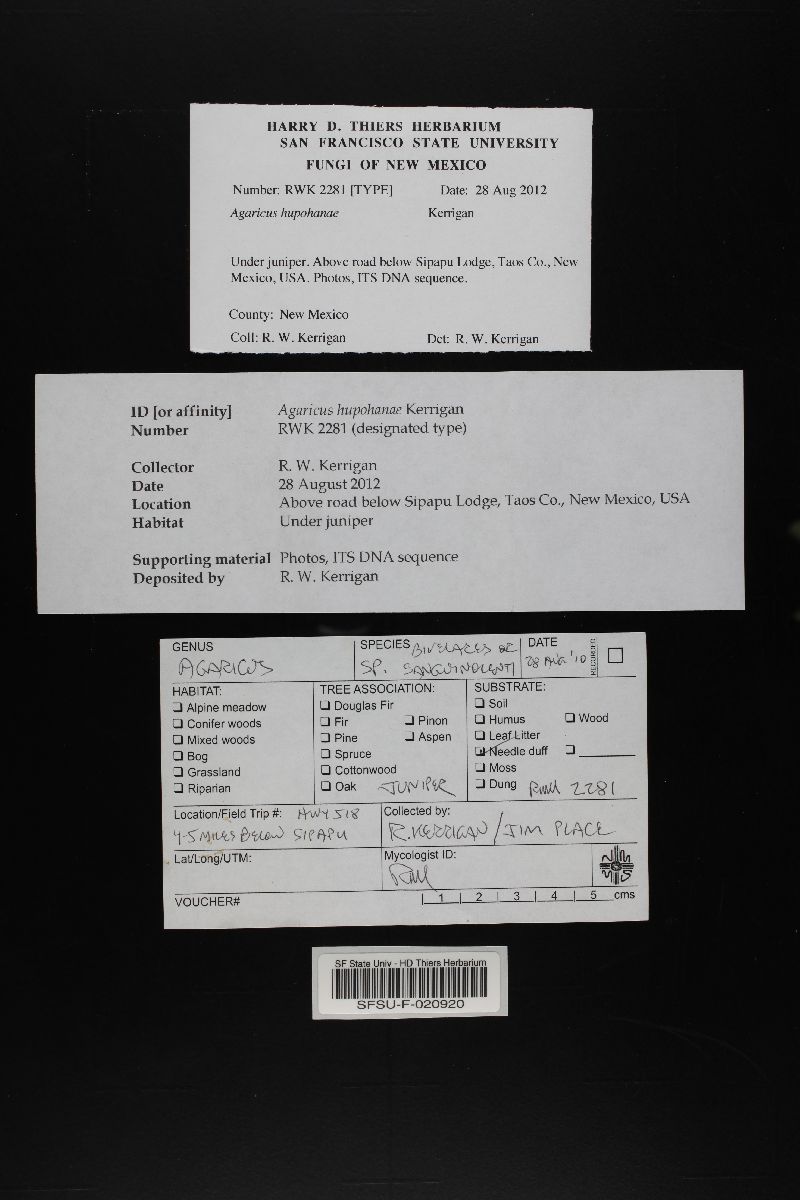 HARRY D. THIERS HERBARIUM
SAN FRANCISCO STATE UNIVERSITY
FUNGI OF NEW MEXICO
Number: RWK 2281 [TYPE] Date: 28 Aug 2012
Agaricus hupohanae Kerrigan
Under juniper. Above road below Sipapu Lodge, Taos Co., New
Mexico, USA. Photos, ITS DNA sequence.
County: New Mexico
Coll: R. W. Kerrigan Det: R. W. Kerrigan
ID [or affinity] Agaricus hupohanae Kerrigan
Number RWK 2281 (designated type)
Collector R. W. Kerrigan
Date 28 August 2012
Location Above road below Sipapu Lodge, Taos Co., New Mexico, USA
Habitat Under juniper
Supporting material Photos, ITS DNA sequence
Deposited by R. W. Kerrigan
GENUS SPECIES BIVELARES OR DATE
AGARICUS SP. SANGUINOLENTI 28 AUG '10 RECORDED
HABITAT: TREE ASSOCIATION: SUBSTRATE:
Alpine meadow Douglas Fir Soil
Conifer woods Fir Pinon Humus Wood
Mixed woods Pine Aspen Leaf Litter
Bog Spruce Needle duff
Grassland Cottonwood Moss
Riparian Oak JUNIPER Dung RWK 2281
Location/Field Trip #: HWY 518 Collected by:
4-5 MILES BELOW SIPAPU R. KERRIGAN / JIM PLACE
Lat/Long/UTM: Mycologist ID:
RWK NMMS
VOUCHER# 1 2 3 4 5 cms
SF State Univ - HD Thiers Herbarium
SFSU-F-020920